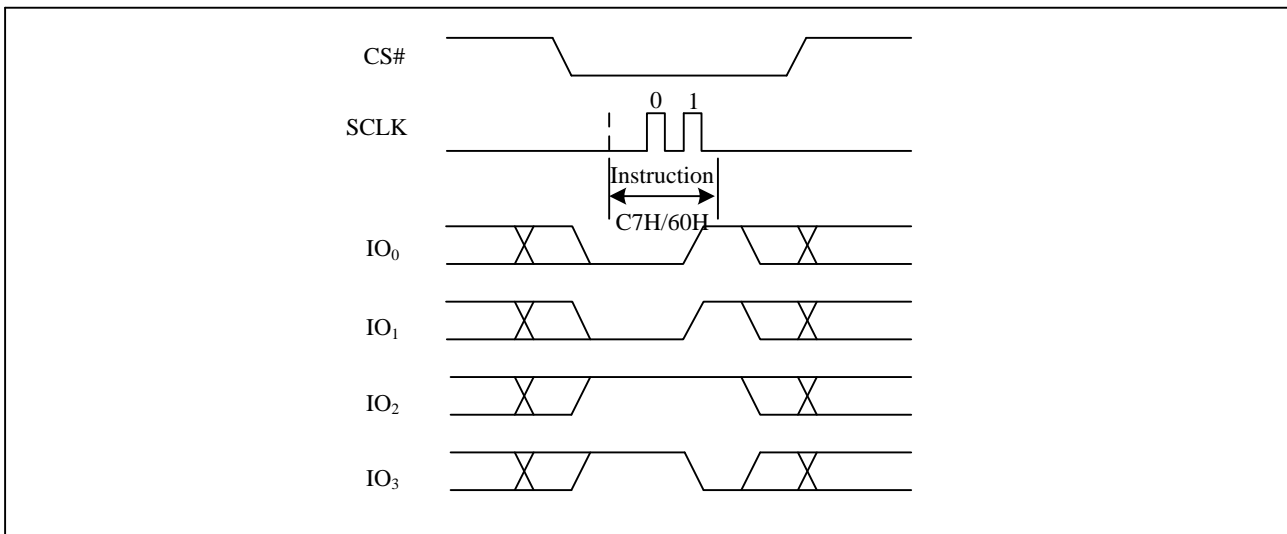 CS#
0 1
SCLK
Instruction
C7H/60H
IO₀
IO₁
IO₂
IO₃